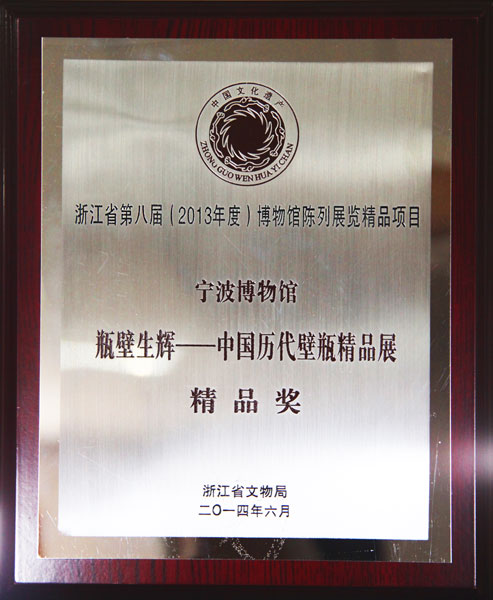 中国文化遗产
ZHONG GUO WEN HUA YI CHAN
浙江省第八届（2013年度）博物馆陈列展览精品项目
宁波博物馆
瓶壁生辉——中国历代壁瓶精品展
精品奖
浙江省文物局
二〇一四年六月